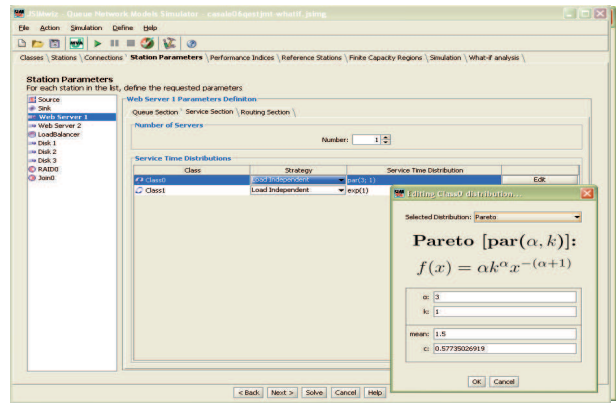 JSIMwiz - Queue Network Models Simulator - casale06qestjmt-whatif.jsimg
File Action Simulation Define Help
Classes Stations Connections Station Parameters Performance Indices Reference Stations Finite Capacity Regions Simulation What-if analysis
Station Parameters
For each station in the list, define the requested parameters
Source
Sink
Web Server 1
Web Server 2
LoadBalancer
Disk 1
Disk 2
Disk 3
RAID0
Join0
Web Server 1 Parameters Definiton
Queue Section Service Section Routing Section
Number of Servers
Number: 1
Service Time Distributions
Class Strategy Service Time Distribution
Class0 Load Independent par(3; 1) Edit
Class1 Load Independent exp(1)
Editing Class0 distribution...
Selected Distribution: Pareto
Pareto [par(α, k)]:
f(x) = αk^α x^−(α+1)
α: 3
k: 1
mean: 1.5
c: 0.57735026919
OK Cancel
< Back Next > Solve Cancel Help